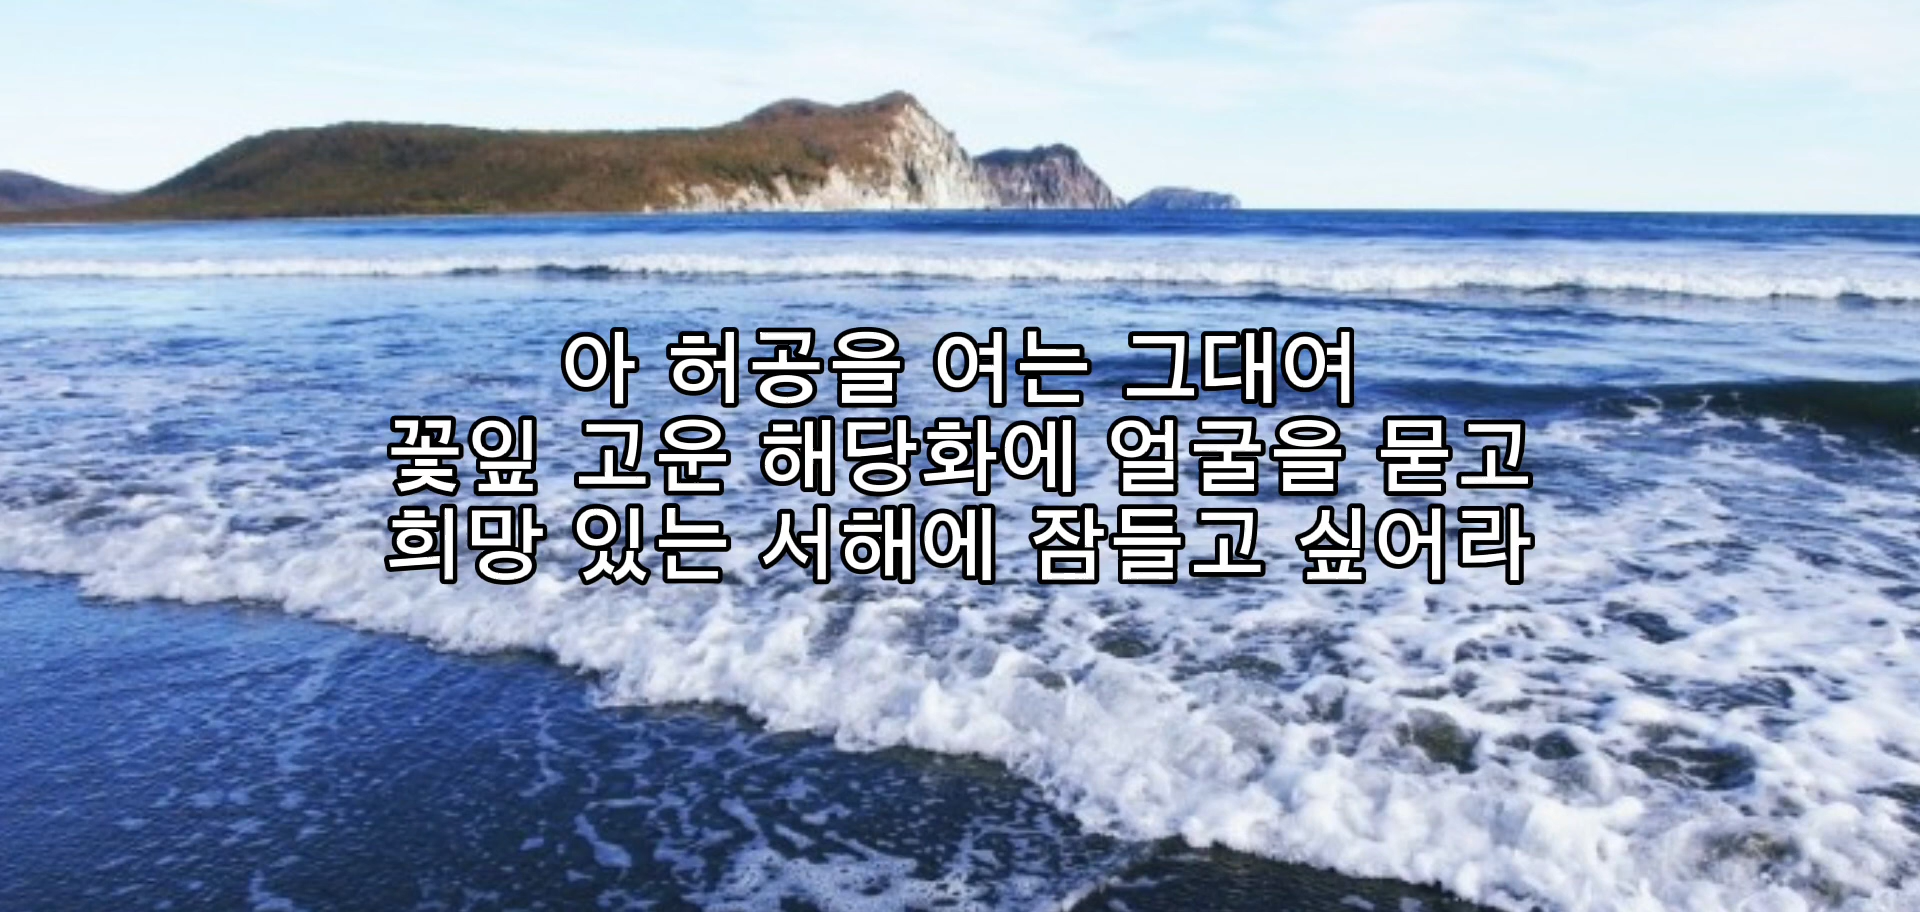 아 허공을 여는 그대여
꽃잎 고운 해당화에 얼굴을 묻고
희망 있는 서해에 잠들고 싶어라